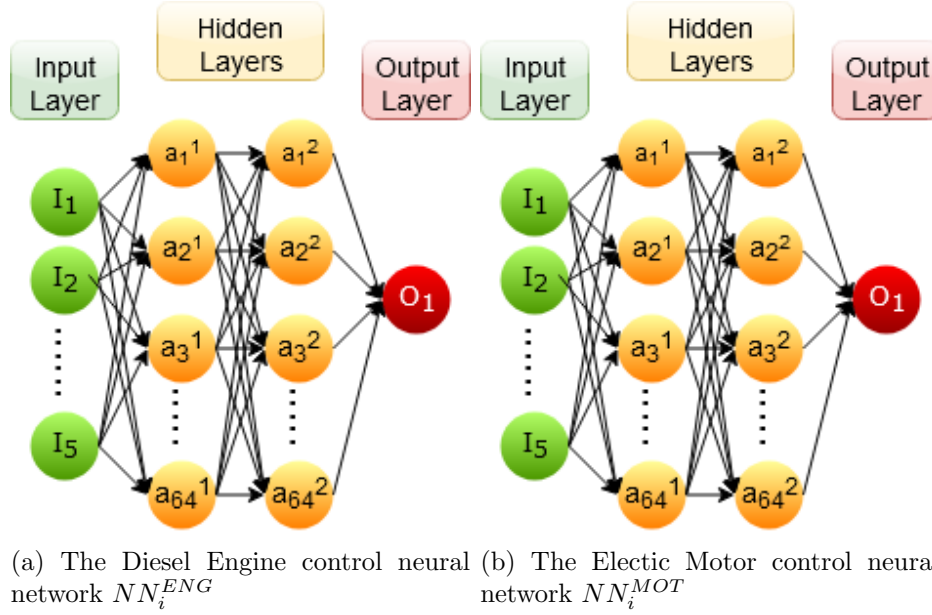 Hidden
Layers
Input
Layer
Output
Layer
I₁
I₂
I₅
a₁¹
a₂¹
a₃¹
a₆₄¹
a₁²
a₂²
a₃²
a₆₄²
O₁
(a) The Diesel Engine control neural
network NN_i^{ENG}
Hidden
Layers
Input
Layer
Output
Layer
I₁
I₂
I₅
a₁¹
a₂¹
a₃¹
a₆₄¹
a₁²
a₂²
a₃²
a₆₄²
O₁
(b) The Electic Motor control neura
network NN_i^{MOT}